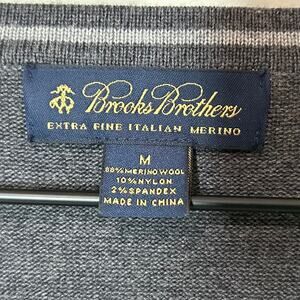 Brooks Brothers
EXTRA FINE ITALIAN MERINO
M
88% MERINO WOOL
10% NYLON
2% SPANDEX
MADE IN CHINA